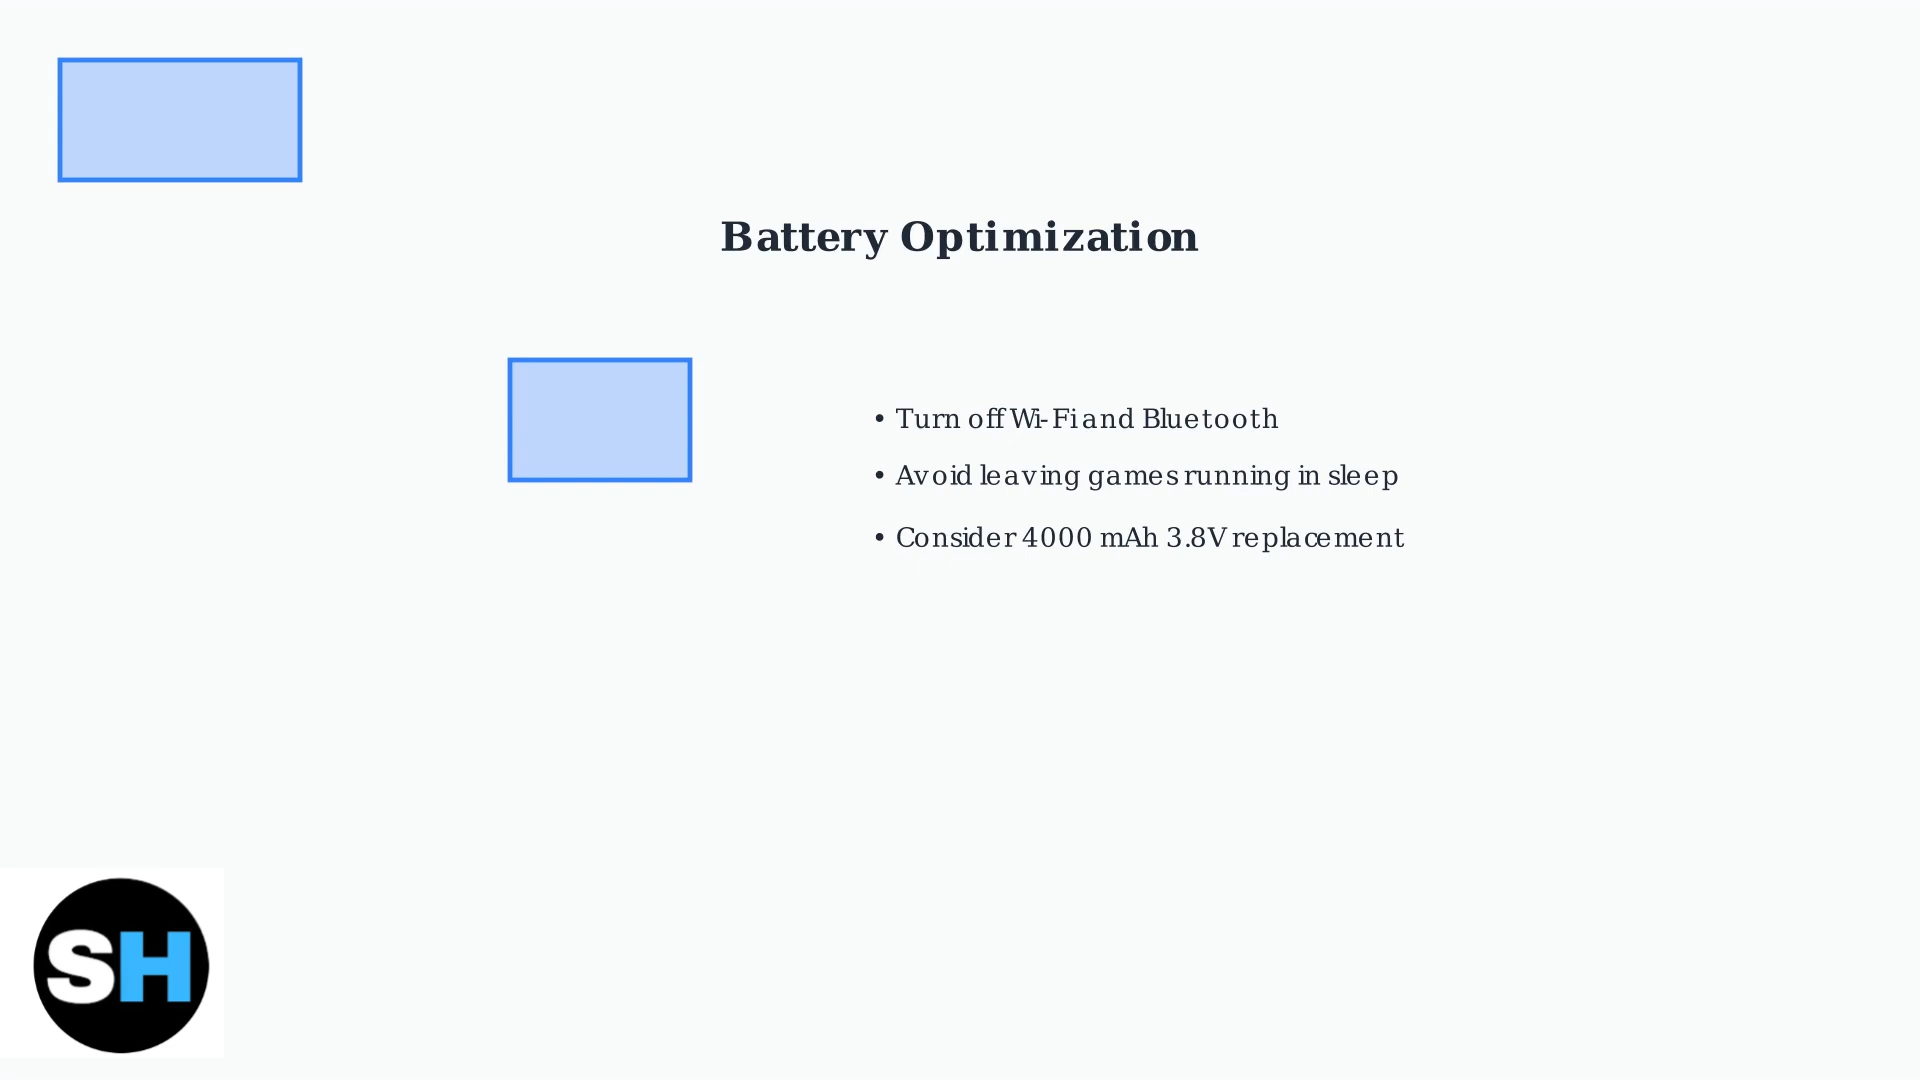 Battery Optimization
• Turn off Wi-Fi and Bluetooth
• Avoid leaving games running in sleep
• Consider 4000 mAh 3.8V replacement
SH